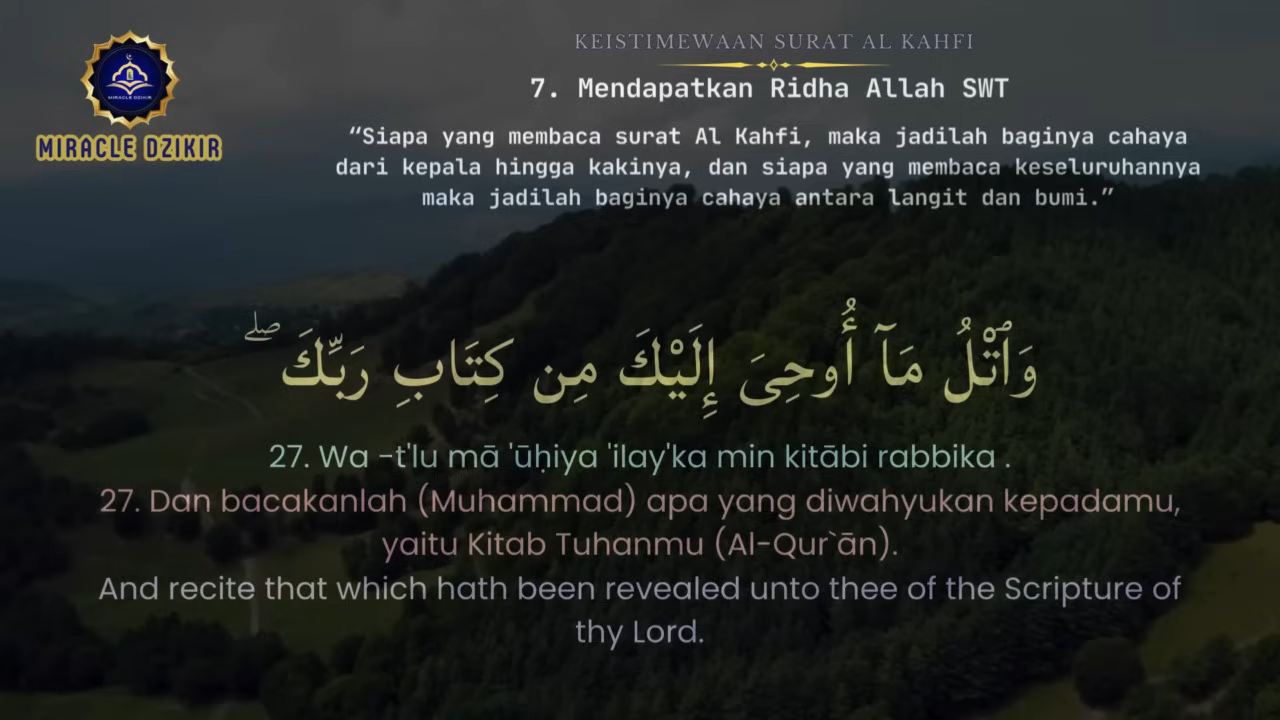 KEISTIMEWAAN SURAT AL KAHFI
7. Mendapatkan Ridha Allah SWT
“Siapa yang membaca surat Al Kahfi, maka jadilah baginya cahaya
dari kepala hingga kakinya, dan siapa yang membaca keseluruhannya
maka jadilah baginya cahaya antara langit dan bumi.”
MIRACLE DZIKIR
MIRACLE DZIKIR
وَٱتْلُ مَآ أُوحِىَ إِلَيْكَ مِن كِتَابِ رَبِّكَ ۖ
27. Wa -t'lu mā 'ūḥiya 'ilay'ka min kitābi rabbika .
27. Dan bacakanlah (Muhammad) apa yang diwahyukan kepadamu,
yaitu Kitab Tuhanmu (Al-Qur`ān).
And recite that which hath been revealed unto thee of the Scripture of
thy Lord.